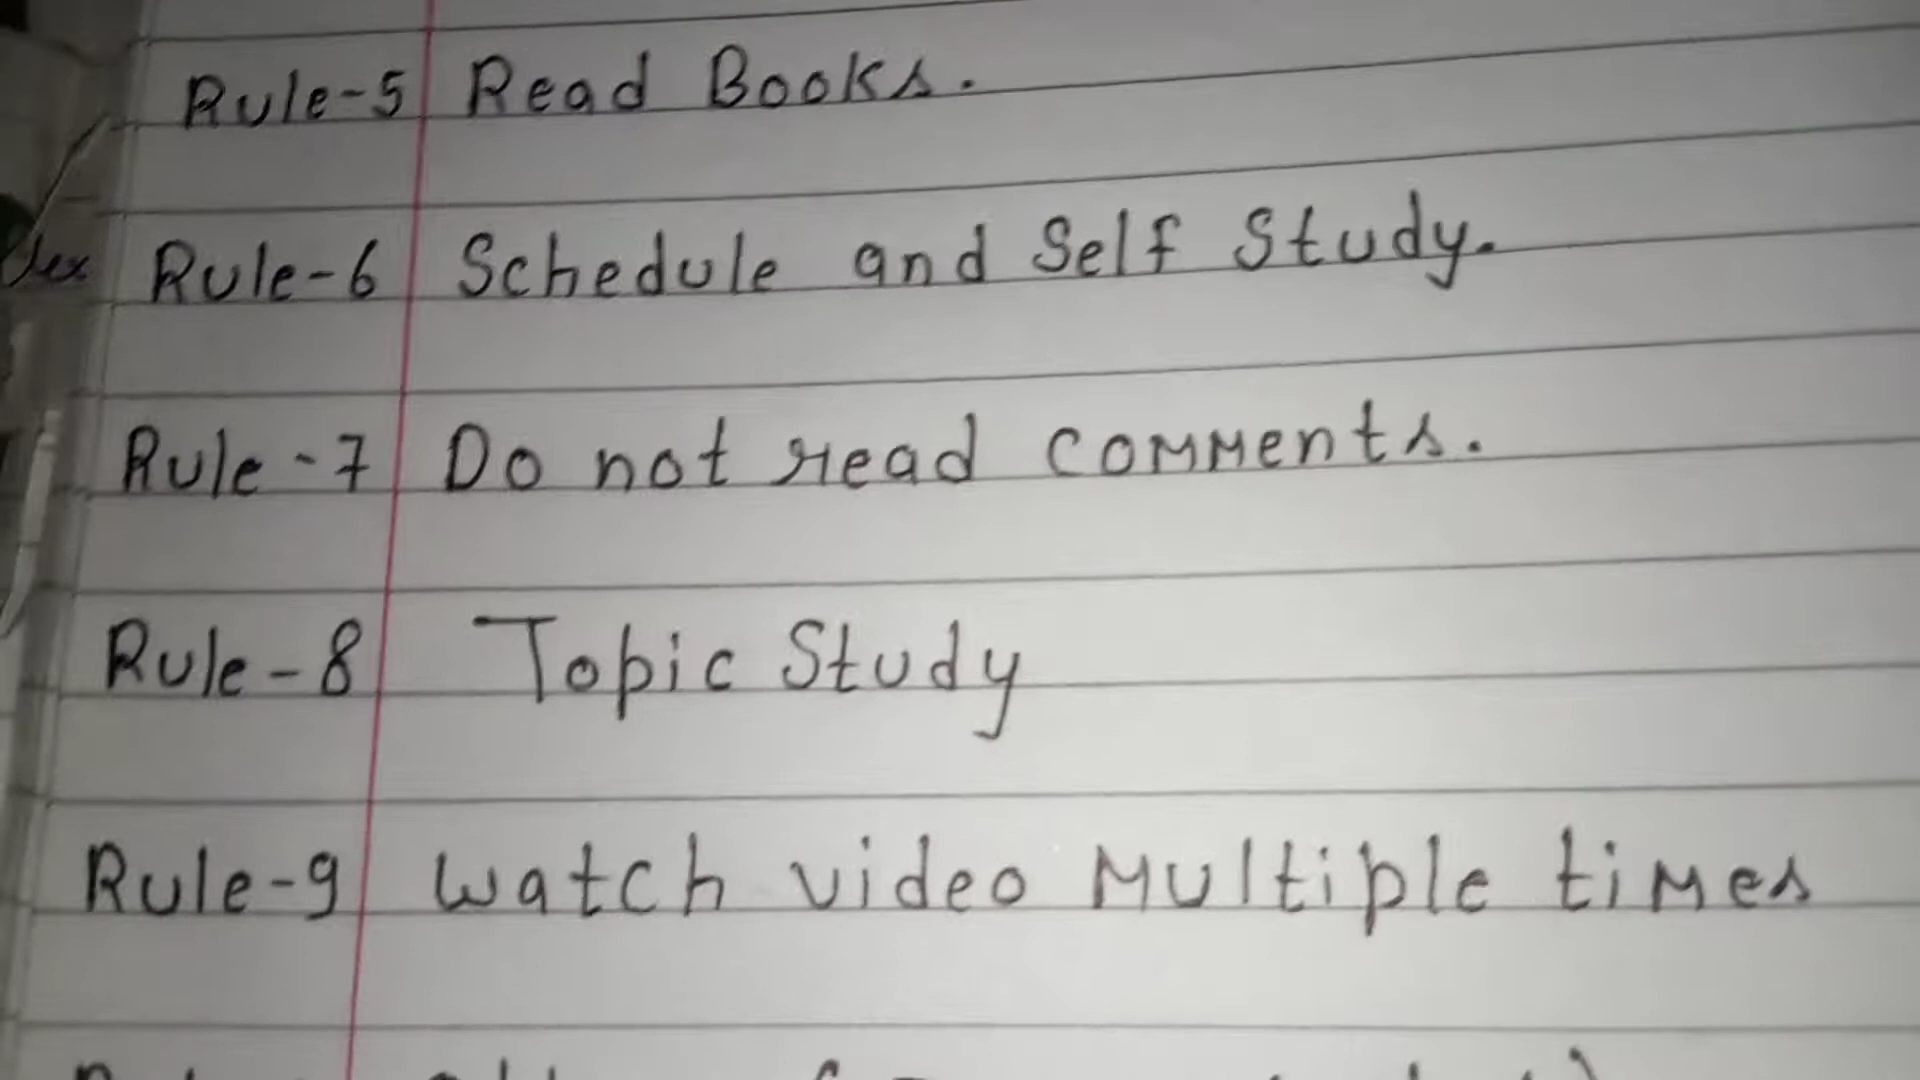 Rule-5 Read Books.
Rule-6 Schedule and Self Study.
Rule-7 Do not read comments.
Rule-8 Topic Study
Rule-9 Watch video Multiple times